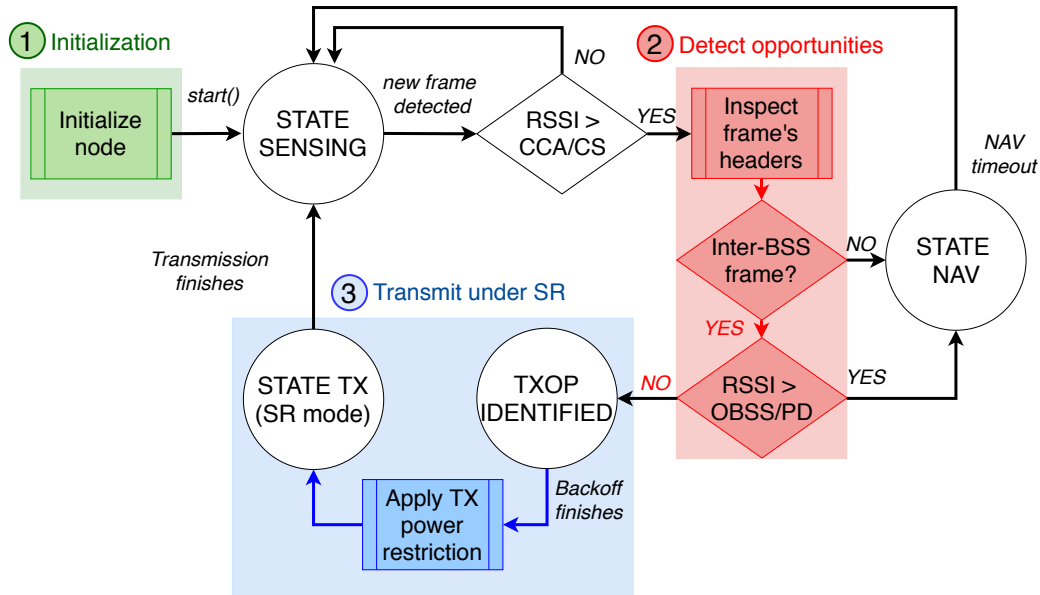 1 Initialization
Initialize
node
start()
STATE
SENSING
new frame
detected
RSSI >
CCA/CS
NO
YES
2 Detect opportunities
Inspect
frame's
headers
Inter-BSS
frame?
NO
YES
RSSI >
OBSS/PD
YES
NO
NAV
timeout
STATE
NAV
Transmission
finishes
3 Transmit under SR
STATE TX
(SR mode)
TXOP
IDENTIFIED
Backoff
finishes
Apply TX
power
restriction